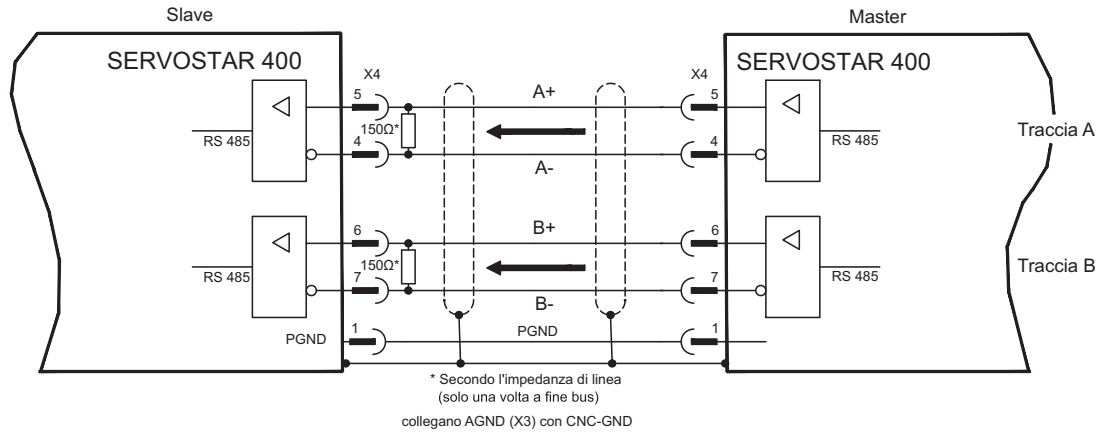 Slave
Master
SERVOSTAR 400
SERVOSTAR 400
X4
X4
5
A+
5
150Ω*
RS 485
4
4
RS 485
Traccia A
A-
6
B+
6
150Ω*
RS 485
7
7
RS 485
Traccia B
B-
PGND
1
PGND
1
* Secondo l'impedanza di linea
(solo una volta a fine bus)
collegano AGND (X3) con CNC-GND